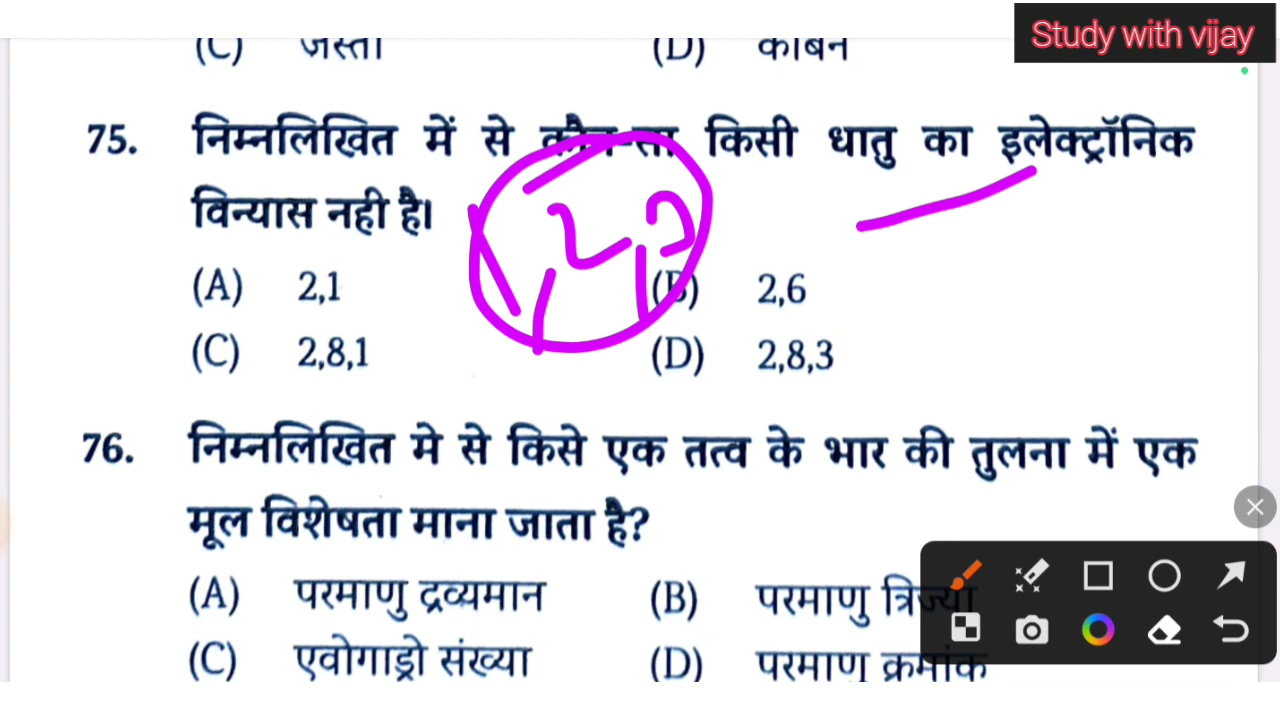 Study with vijay
(C) जस्ता (D) कार्बन
75. निम्नलिखित में से कौन-सा किसी धातु का इलेक्ट्रॉनिक
विन्यास नही है।
(A) 2,1 (B) 2,6
(C) 2,8,1 (D) 2,8,3
76. निम्नलिखित मे से किसे एक तत्व के भार की तुलना में एक
मूल विशेषता माना जाता है?
(A) परमाणु द्रव्यमान (B) परमाणु त्रिज्या
(C) एवोगाड्रो संख्या (D) परमाणु क्रमांक